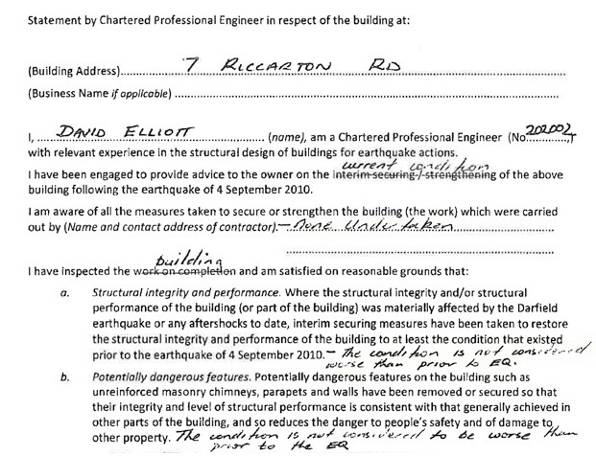 Statement by Chartered Professional Engineer in respect of the building at:
(Building Address)..... 7 RICCARTON RD .....
(Business Name if applicable) .....
I, ..... DAVID ELLIOTT ..... (name), am a Chartered Professional Engineer (No. 202002),
with relevant experience in the structural design of buildings for earthquake actions.
current condition
I have been engaged to provide advice to the owner on the interim securing / strengthening of the above
building following the earthquake of 4 September 2010.
I am aware of all the measures taken to secure or strengthen the building (the work) which were carried
out by (Name and contact address of contractor). – None Undertaken .....
.....
building
I have inspected the work on completion and am satisfied on reasonable grounds that:
a. Structural integrity and performance. Where the structural integrity and/or structural
performance of the building (or part of the building) was materially affected by the Darfield
earthquake or any aftershocks to date, interim securing measures have been taken to restore
the structural integrity and performance of the building to at least the condition that existed
prior to the earthquake of 4 September 2010. – The condition is not considered
worse than prior to EQ.
b. Potentially dangerous features. Potentially dangerous features on the building such as
unreinforced masonry chimneys, parapets and walls have been removed or secured so that
their integrity and level of structural performance is consistent with that generally achieved in
other parts of the building, and so reduces the danger to people's safety and of damage to
other property. The condition is not considered to be worse than
prior to the EQ